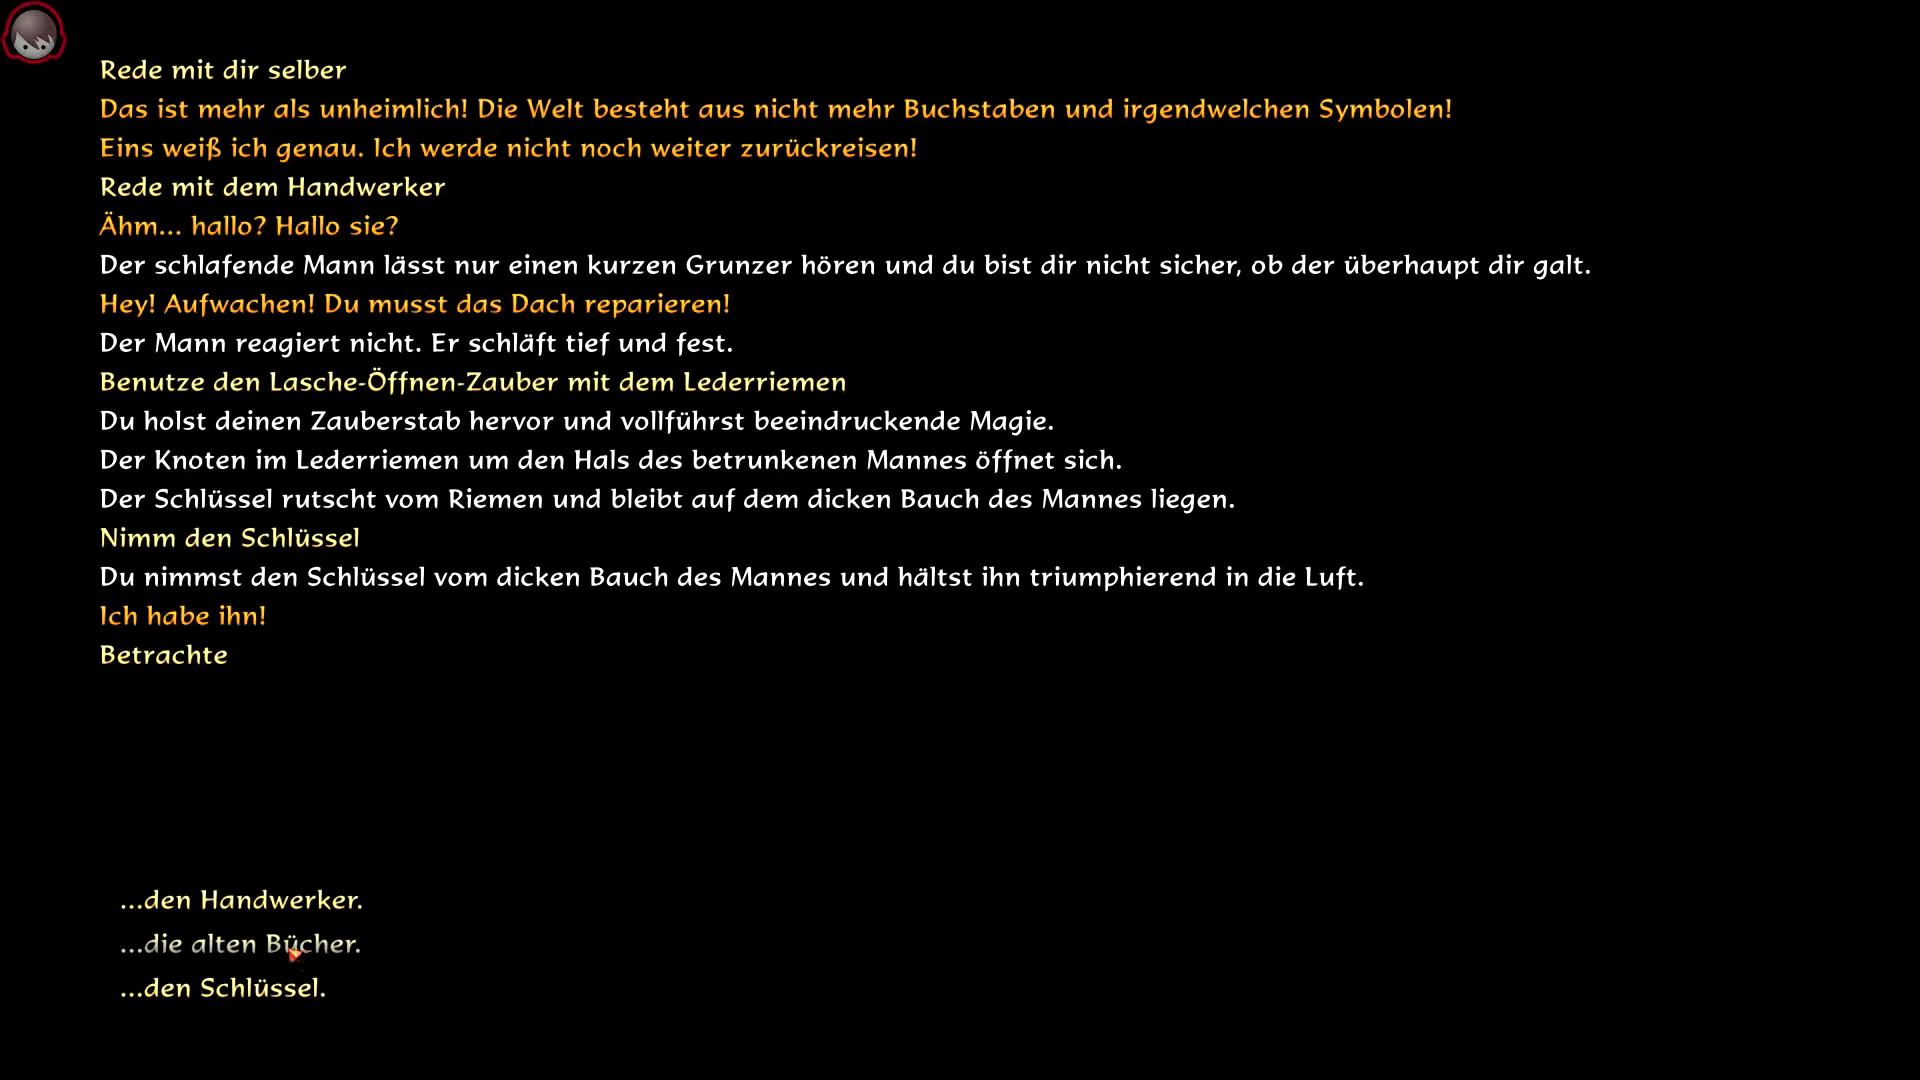 Rede mit dir selber
Das ist mehr als unheimlich! Die Welt besteht aus nicht mehr Buchstaben und irgendwelchen Symbolen!
Eins weiß ich genau. Ich werde nicht noch weiter zurückreisen!
Rede mit dem Handwerker
Ähm... hallo? Hallo sie?
Der schlafende Mann lässt nur einen kurzen Grunzer hören und du bist dir nicht sicher, ob der überhaupt dir galt.
Hey! Aufwachen! Du musst das Dach reparieren!
Der Mann reagiert nicht. Er schläft tief und fest.
Benutze den Lasche-Öffnen-Zauber mit dem Lederriemen
Du holst deinen Zauberstab hervor und vollführst beeindruckende Magie.
Der Knoten im Lederriemen um den Hals des betrunkenen Mannes öffnet sich.
Der Schlüssel rutscht vom Riemen und bleibt auf dem dicken Bauch des Mannes liegen.
Nimm den Schlüssel
Du nimmst den Schlüssel vom dicken Bauch des Mannes und hältst ihn triumphierend in die Luft.
Ich habe ihn!
Betrachte
...den Handwerker.
...die alten Bücher.
...den Schlüssel.